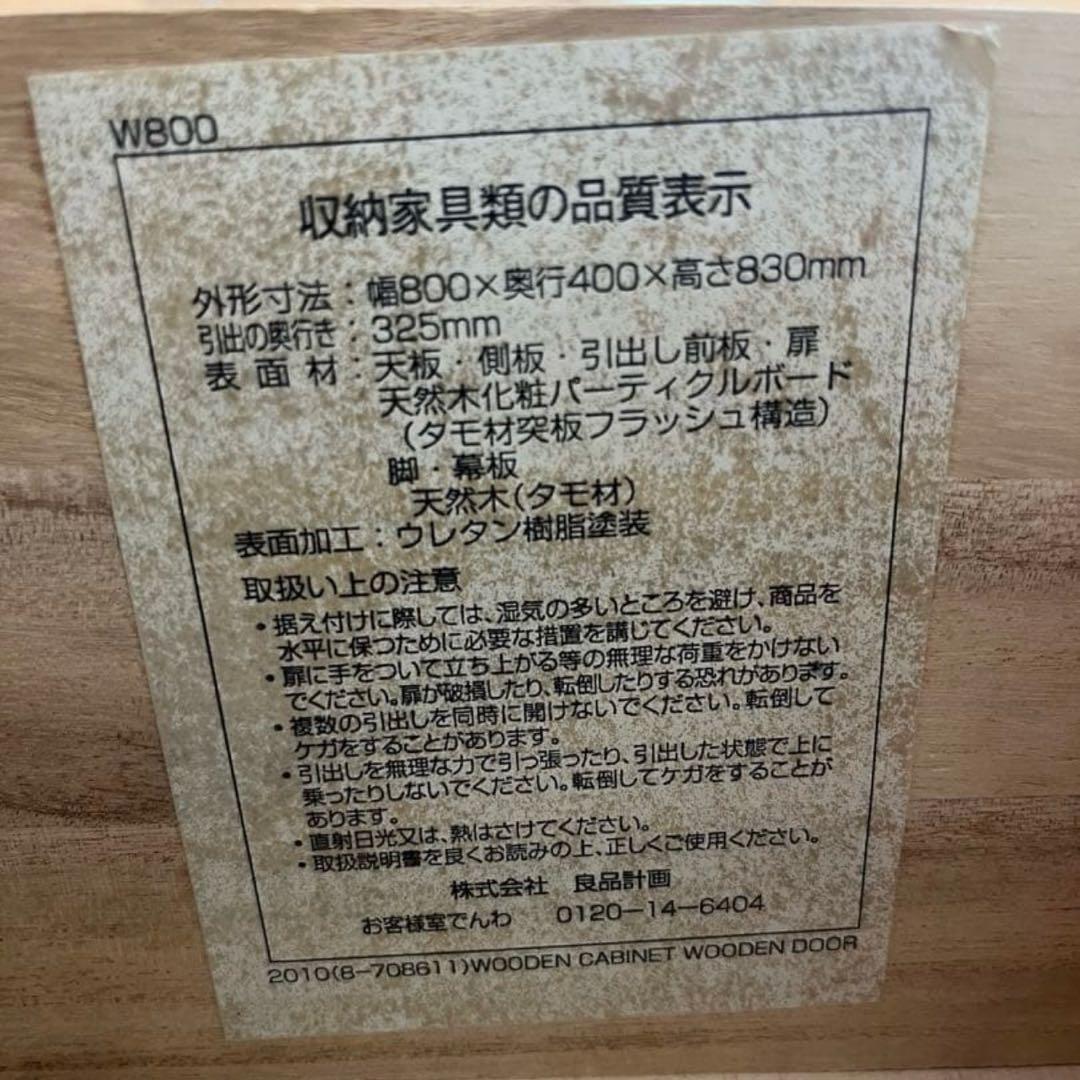 W800
収納家具類の品質表示
外形寸法：幅800×奥行400×高さ830mm
引出の奥行き：325mm
表面材：天板・側板・引出し前板・扉
天然木化粧パーティクルボード
（タモ材突板フラッシュ構造）
脚・幕板
天然木（タモ材）
表面加工：ウレタン樹脂塗装
取扱い上の注意
・据え付けに際しては、湿気の多いところを避け、商品を
水平に保つために必要な措置を講じてください。
・扉に手をついて立ち上がる等の無理な荷重をかけない
でください。扉が破損したり、転倒したりする恐れがあります。
・複数の引出しを同時に開けないでください。転倒して
ケガをすることがあります。
・引出しを無理な力で引っ張ったり、引出した状態で上に
乗ったりしないでください。転倒してケガをすることが
あります。
・直射日光又は、熱はさけてください。
・取扱説明書を良くお読みの上、正しくご使用ください。
株式会社 良品計画
お客様室でんわ 0120-14-6404
2010(8-708611)WOODEN CABINET WOODEN DOOR